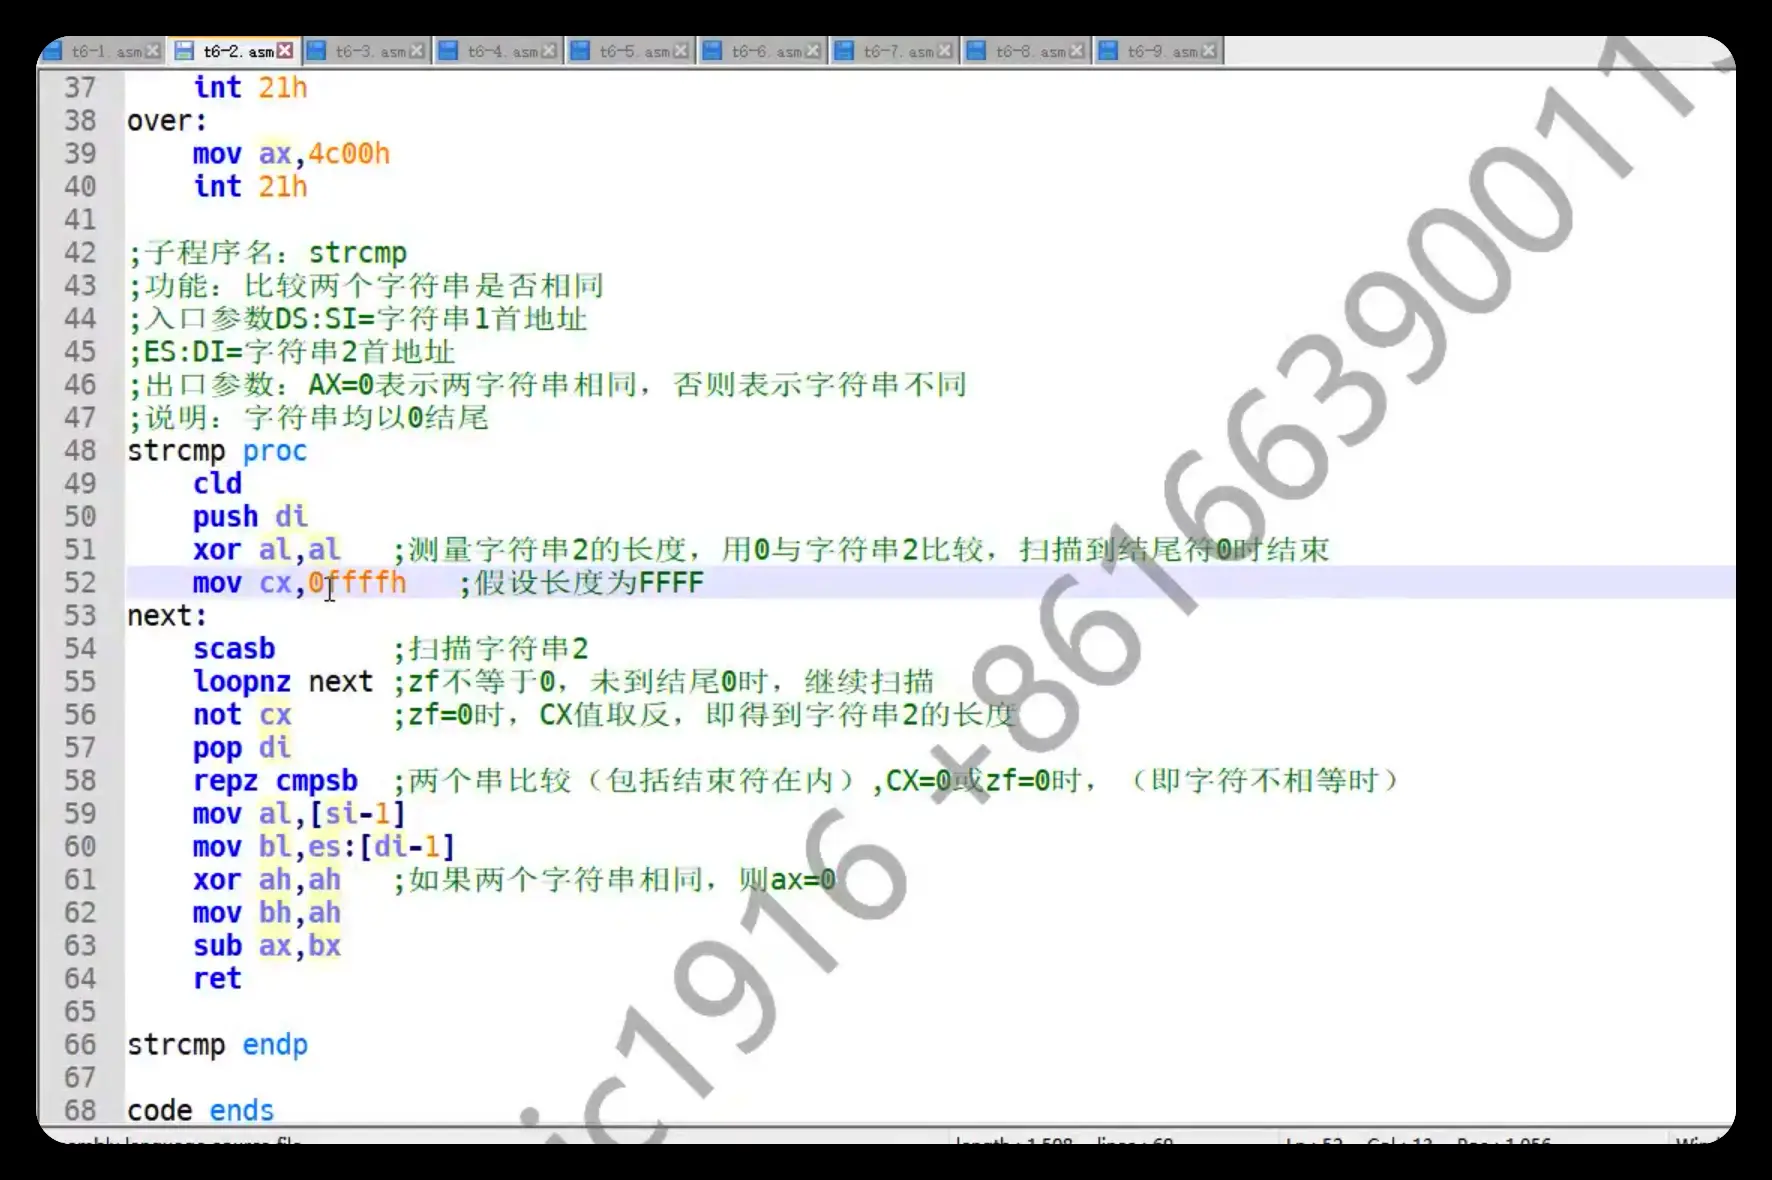 t6-1.asm t6-2.asm t6-3.asm t6-4.asm t6-5.asm t6-6.asm t6-7.asm t6-8.asm t6-9.asm
37 int 21h
38 over:
39 mov ax,4c00h
40 int 21h
41
42 ;子程序名：strcmp
43 ;功能：比较两个字符串是否相同
44 ;入口参数DS:SI=字符串1首地址
45 ;ES:DI=字符串2首地址
46 ;出口参数：AX=0表示两字符串相同，否则表示字符串不同
47 ;说明：字符串均以0结尾
48 strcmp proc
49 cld
50 push di
51 xor al,al ;测量字符串2的长度，用0与字符串2比较，扫描到结尾符0时结束
52 mov cx,0ffffh ;假设长度为FFFF
53 next:
54 scasb ;扫描字符串2
55 loopnz next ;zf不等于0，未到结尾0时，继续扫描
56 not cx ;zf=0时，CX值取反，即得到字符串2的长度
57 pop di
58 repz cmpsb ;两个串比较（包括结束符在内）,CX=0或zf=0时，（即字符不相等时）
59 mov al,[si-1]
60 mov bl,es:[di-1]
61 xor ah,ah ;如果两个字符串相同，则ax=0
62 mov bh,ah
63 sub ax,bx
64 ret
65
66 strcmp endp
67
68 code ends
ic1916 +86166390011